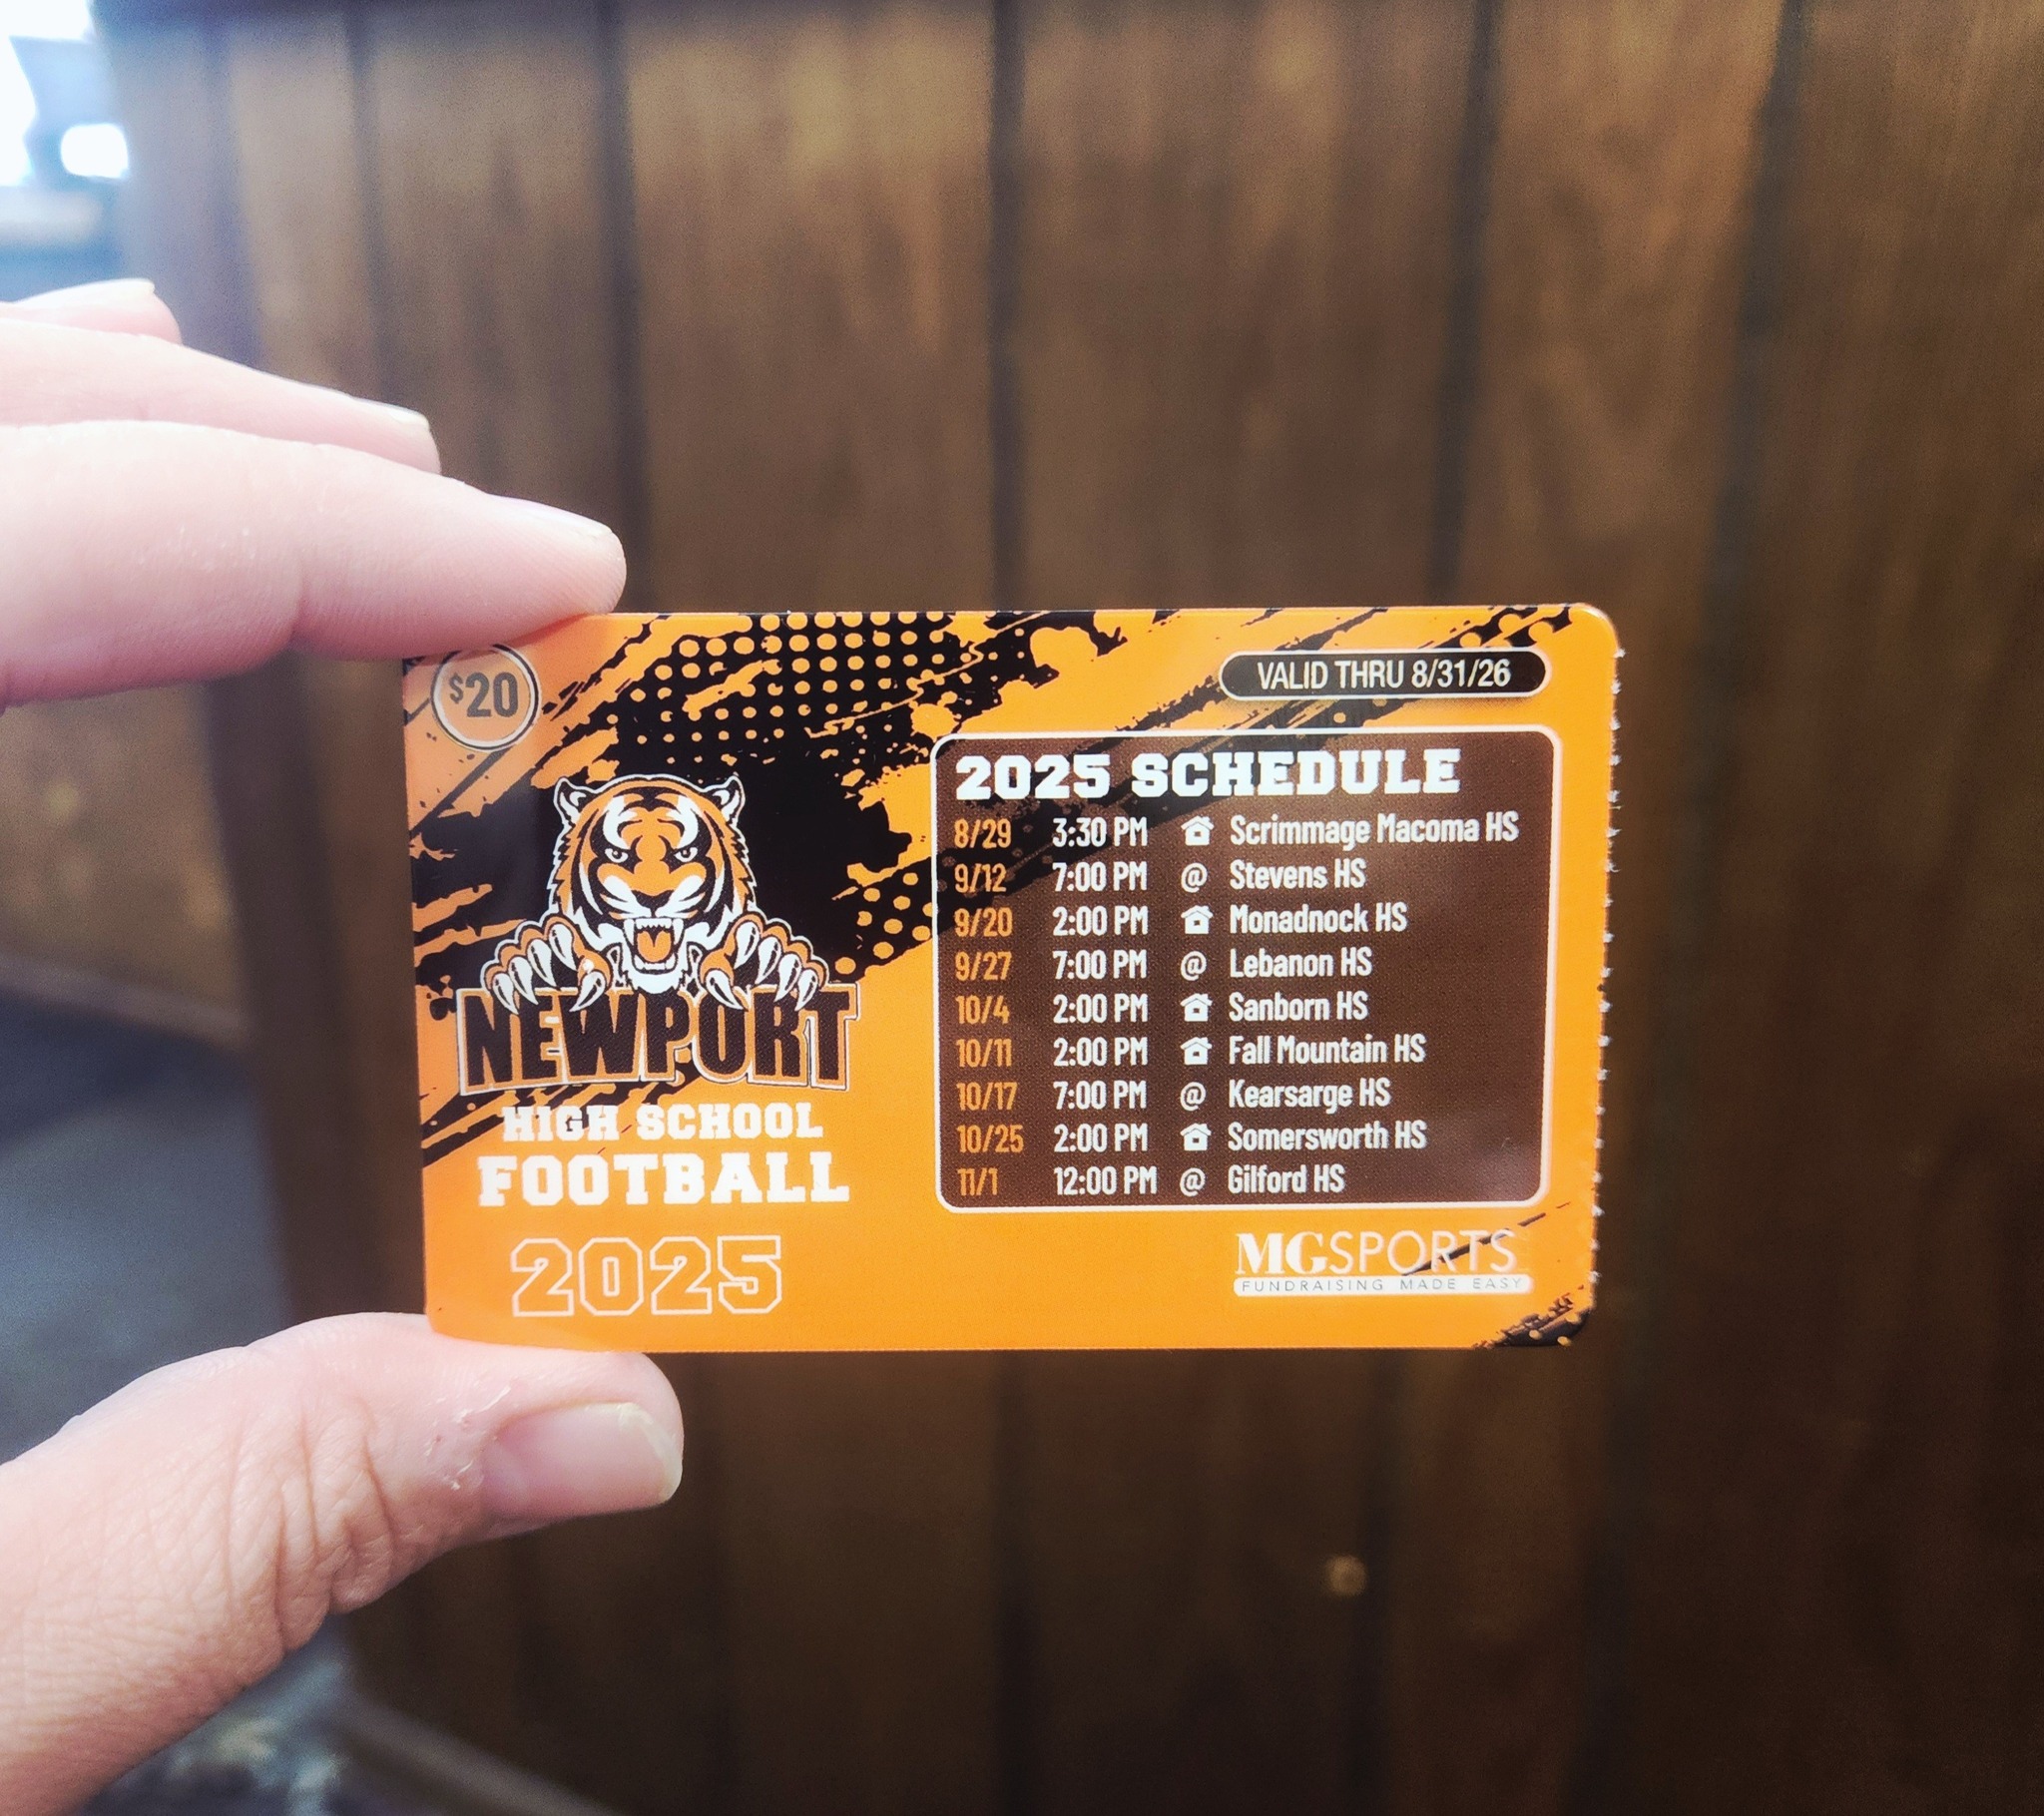 $20
VALID THRU 8/31/26
NEWPORT
HIGH SCHOOL
FOOTBALL
2025
2025 SCHEDULE
8/29 3:30 PM Scrimmage Macoma HS
9/12 7:00 PM @ Stevens HS
9/20 2:00 PM Monadnock HS
9/27 7:00 PM @ Lebanon HS
10/4 2:00 PM Sanborn HS
10/11 2:00 PM Fall Mountain HS
10/17 7:00 PM @ Kearsarge HS
10/25 2:00 PM Somersworth HS
11/1 12:00 PM @ Gilford HS
MGSPORTS
FUNDRAISING MADE EASY